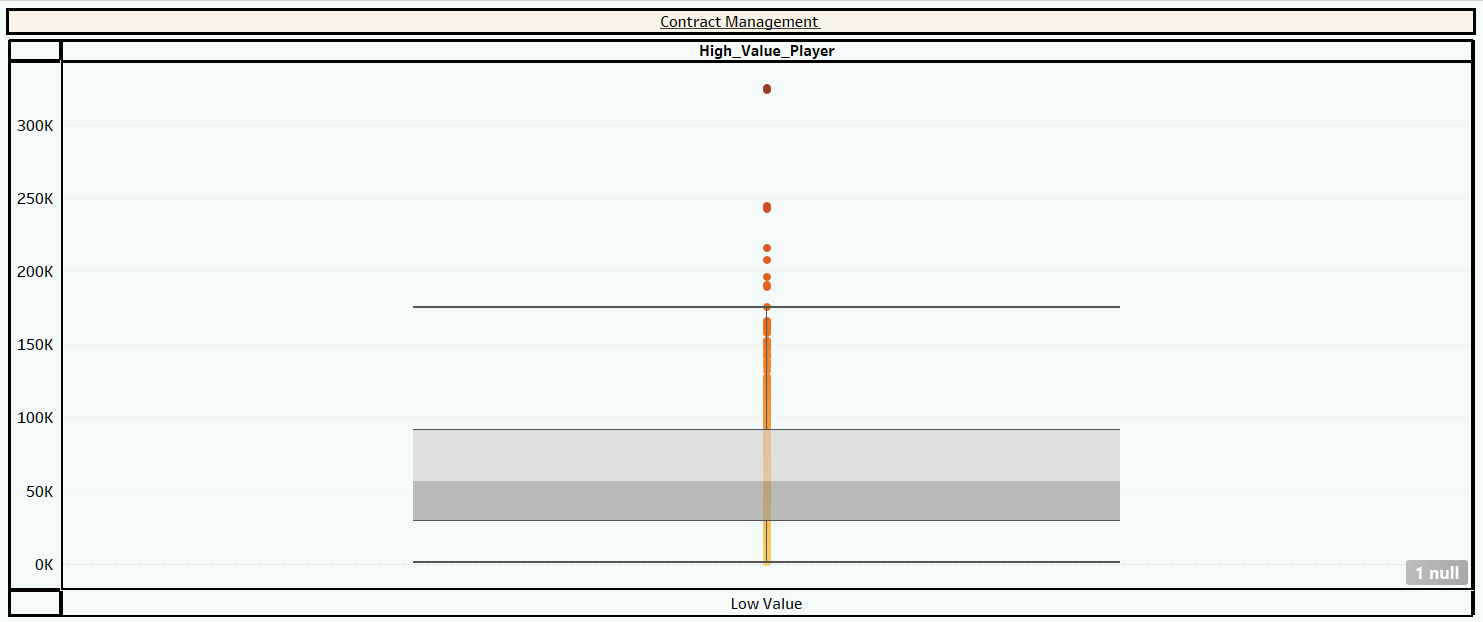 Contract Management
High_Value_Player
300K
250K
200K
150K
100K
50K
0K
1 null
Low Value